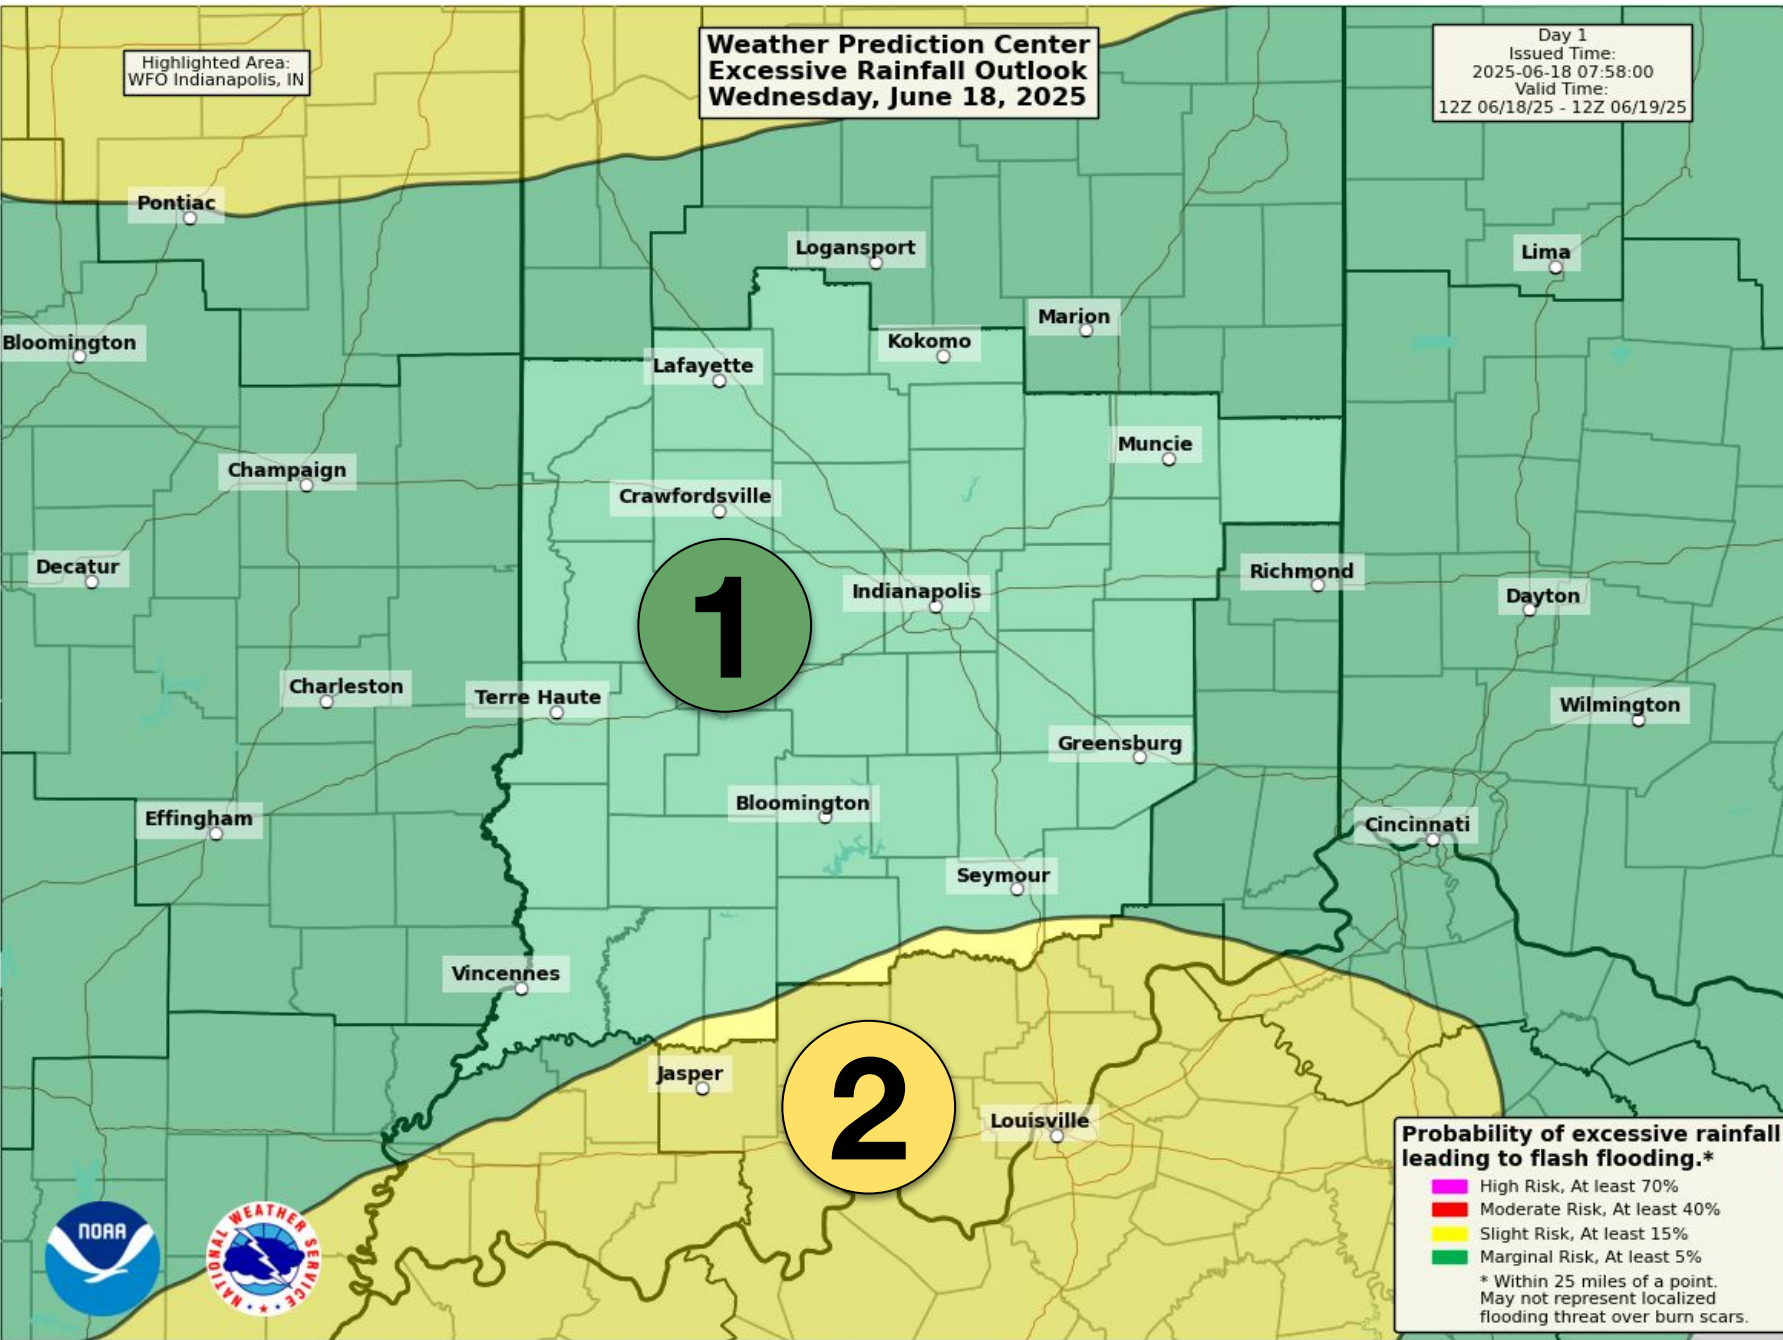 Highlighted Area:
WFO Indianapolis, IN
Weather Prediction Center
Excessive Rainfall Outlook
Wednesday, June 18, 2025
Day 1
Issued Time:
2025-06-18 07:58:00
Valid Time:
12Z 06/18/25 - 12Z 06/19/25
Pontiac
Logansport
Lima
Marion
Bloomington
Kokomo
Lafayette
Muncie
Champaign
Crawfordsville
Decatur
Richmond
Indianapolis
Dayton
1
Charleston
Terre Haute
Wilmington
Greensburg
Bloomington
Effingham
Cincinnati
Seymour
Vincennes
Jasper
2
Louisville
Probability of excessive rainfall
leading to flash flooding.*
High Risk, At least 70%
Moderate Risk, At least 40%
Slight Risk, At least 15%
Marginal Risk, At least 5%
* Within 25 miles of a point.
May not represent localized
flooding threat over burn scars.
NOAA
NATIONAL WEATHER SERVICE